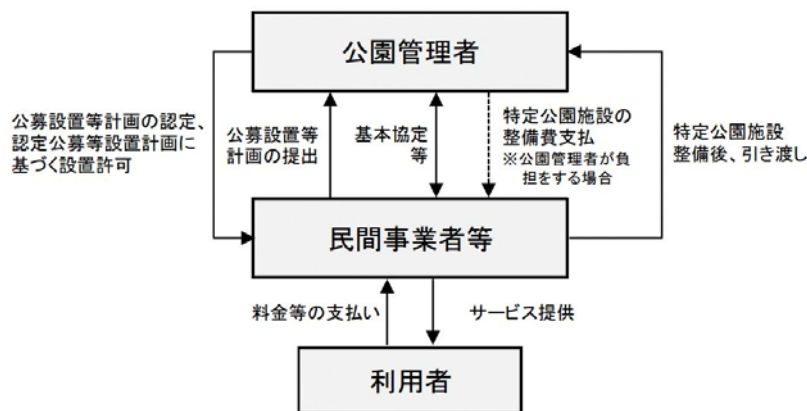 公園管理者
公募設置等計画の認定、
認定公募等設置計画に
基づく設置許可
公募設置等
計画の提出
基本協定
等
特定公園施設の
整備費支払
※公園管理者が負
担をする場合
特定公園施設
整備後、引き渡し
民間事業者等
料金等の支払い
サービス提供
利用者